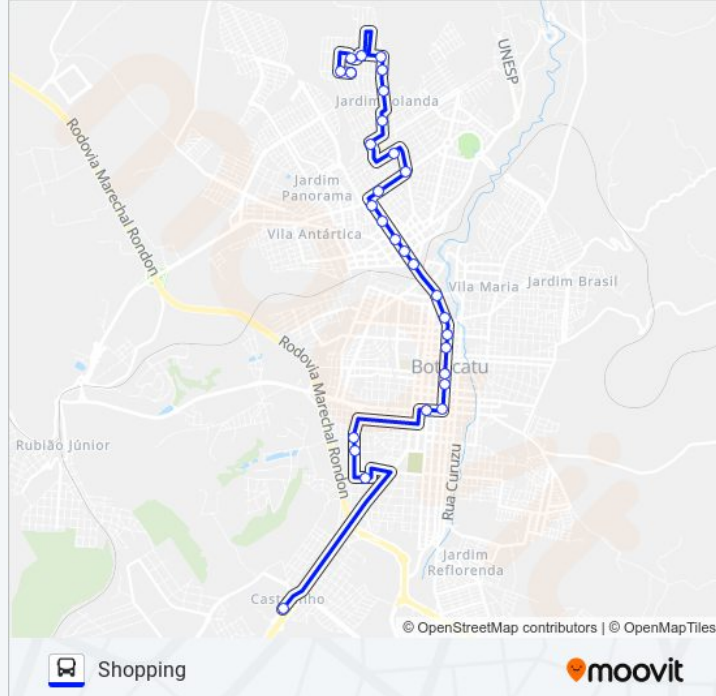 UNESP
Jardim Iolanda
Rodovia Marechal Rondon
Jardim
Panorama
Vila Antártica
Vila Maria
Jardim Brasil
Rodovia Marechal Rondon
Botucatu
Rubião Júnior
Rua Curuzu
Jardim
Reflorenda
Castelinho
© OpenStreetMap contributors | © OpenMapTiles
Shopping
moovit